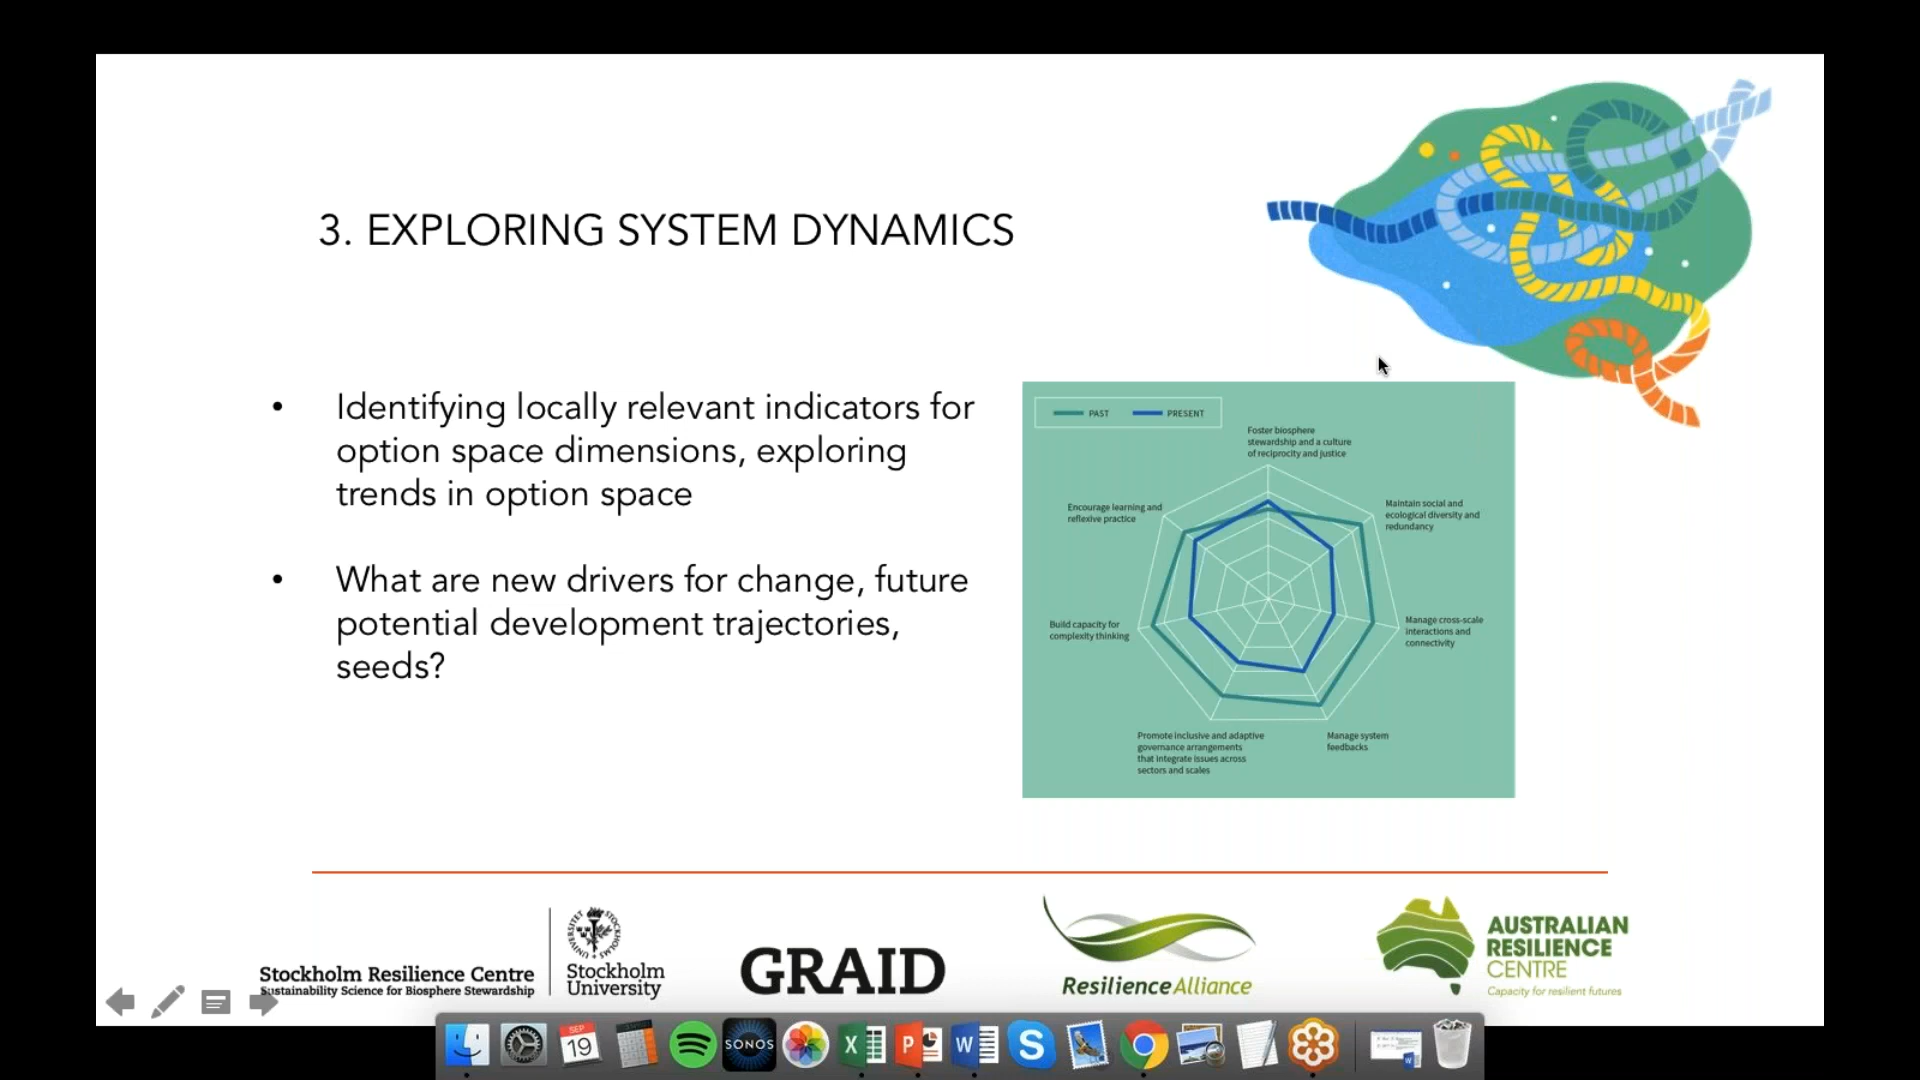 3. EXPLORING SYSTEM DYNAMICS
• Identifying locally relevant indicators for
option space dimensions, exploring
trends in option space
• What are new drivers for change, future
potential development trajectories,
seeds?
PAST
PRESENT
Foster biosphere
stewardship and a culture
of reciprocity and justice
Encourage learning and
reflexive practice
Maintain social and
ecological diversity and
redundancy
Build capacity for
complexity thinking
Manage cross-scale
interactions and
connectivity
Promote inclusive and adaptive
governance arrangements
that integrate issues across
sectors and scales
Manage system
feedbacks
Stockholm Resilience Centre
Sustainability Science for Biosphere Stewardship
Stockholm
University
GRAID
Resilience Alliance
AUSTRALIAN
RESILIENCE
CENTRE
Capacity for resilient futures
SEP
19
SONOS
X
P
W
S